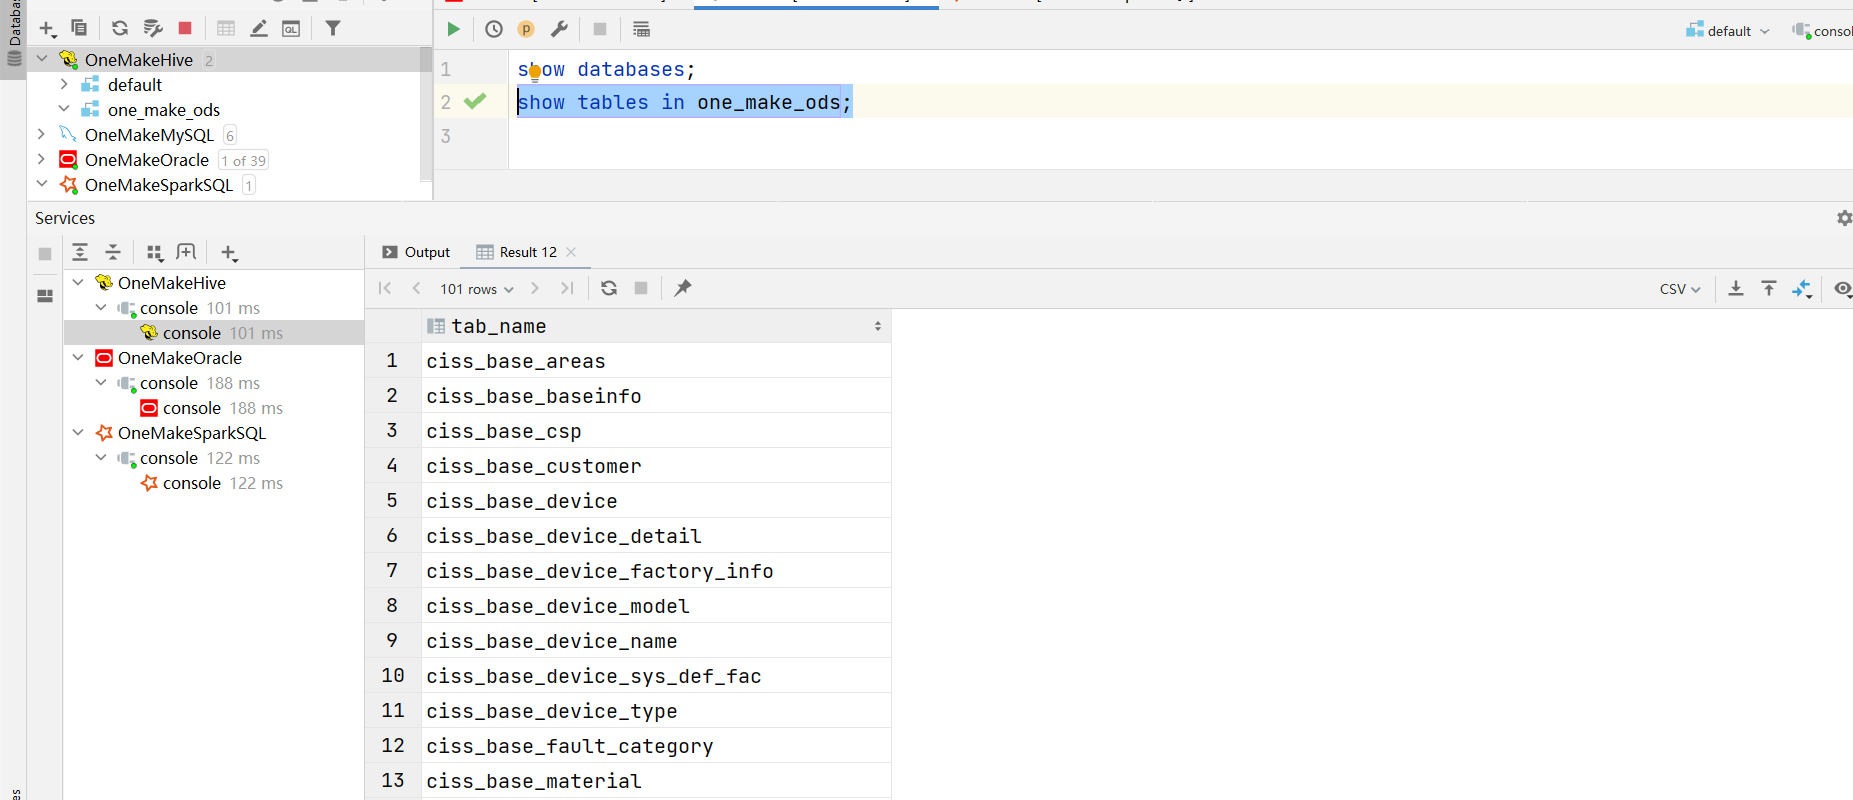 Databas
OneMakeHive 2
default
one_make_ods
OneMakeMySQL 6
OneMakeOracle 1 of 39
OneMakeSparkSQL 1
QL
p
default
consol
1 show databases;
2 show tables in one_make_ods;
3
Services
OneMakeHive
console 101 ms
console 101 ms
OneMakeOracle
console 188 ms
console 188 ms
OneMakeSparkSQL
console 122 ms
console 122 ms
Output Result 12
101 rows
CSV
tab_name
1 ciss_base_areas
2 ciss_base_baseinfo
3 ciss_base_csp
4 ciss_base_customer
5 ciss_base_device
6 ciss_base_device_detail
7 ciss_base_device_factory_info
8 ciss_base_device_model
9 ciss_base_device_name
10 ciss_base_device_sys_def_fac
11 ciss_base_device_type
12 ciss_base_fault_category
13 ciss_base_material
es